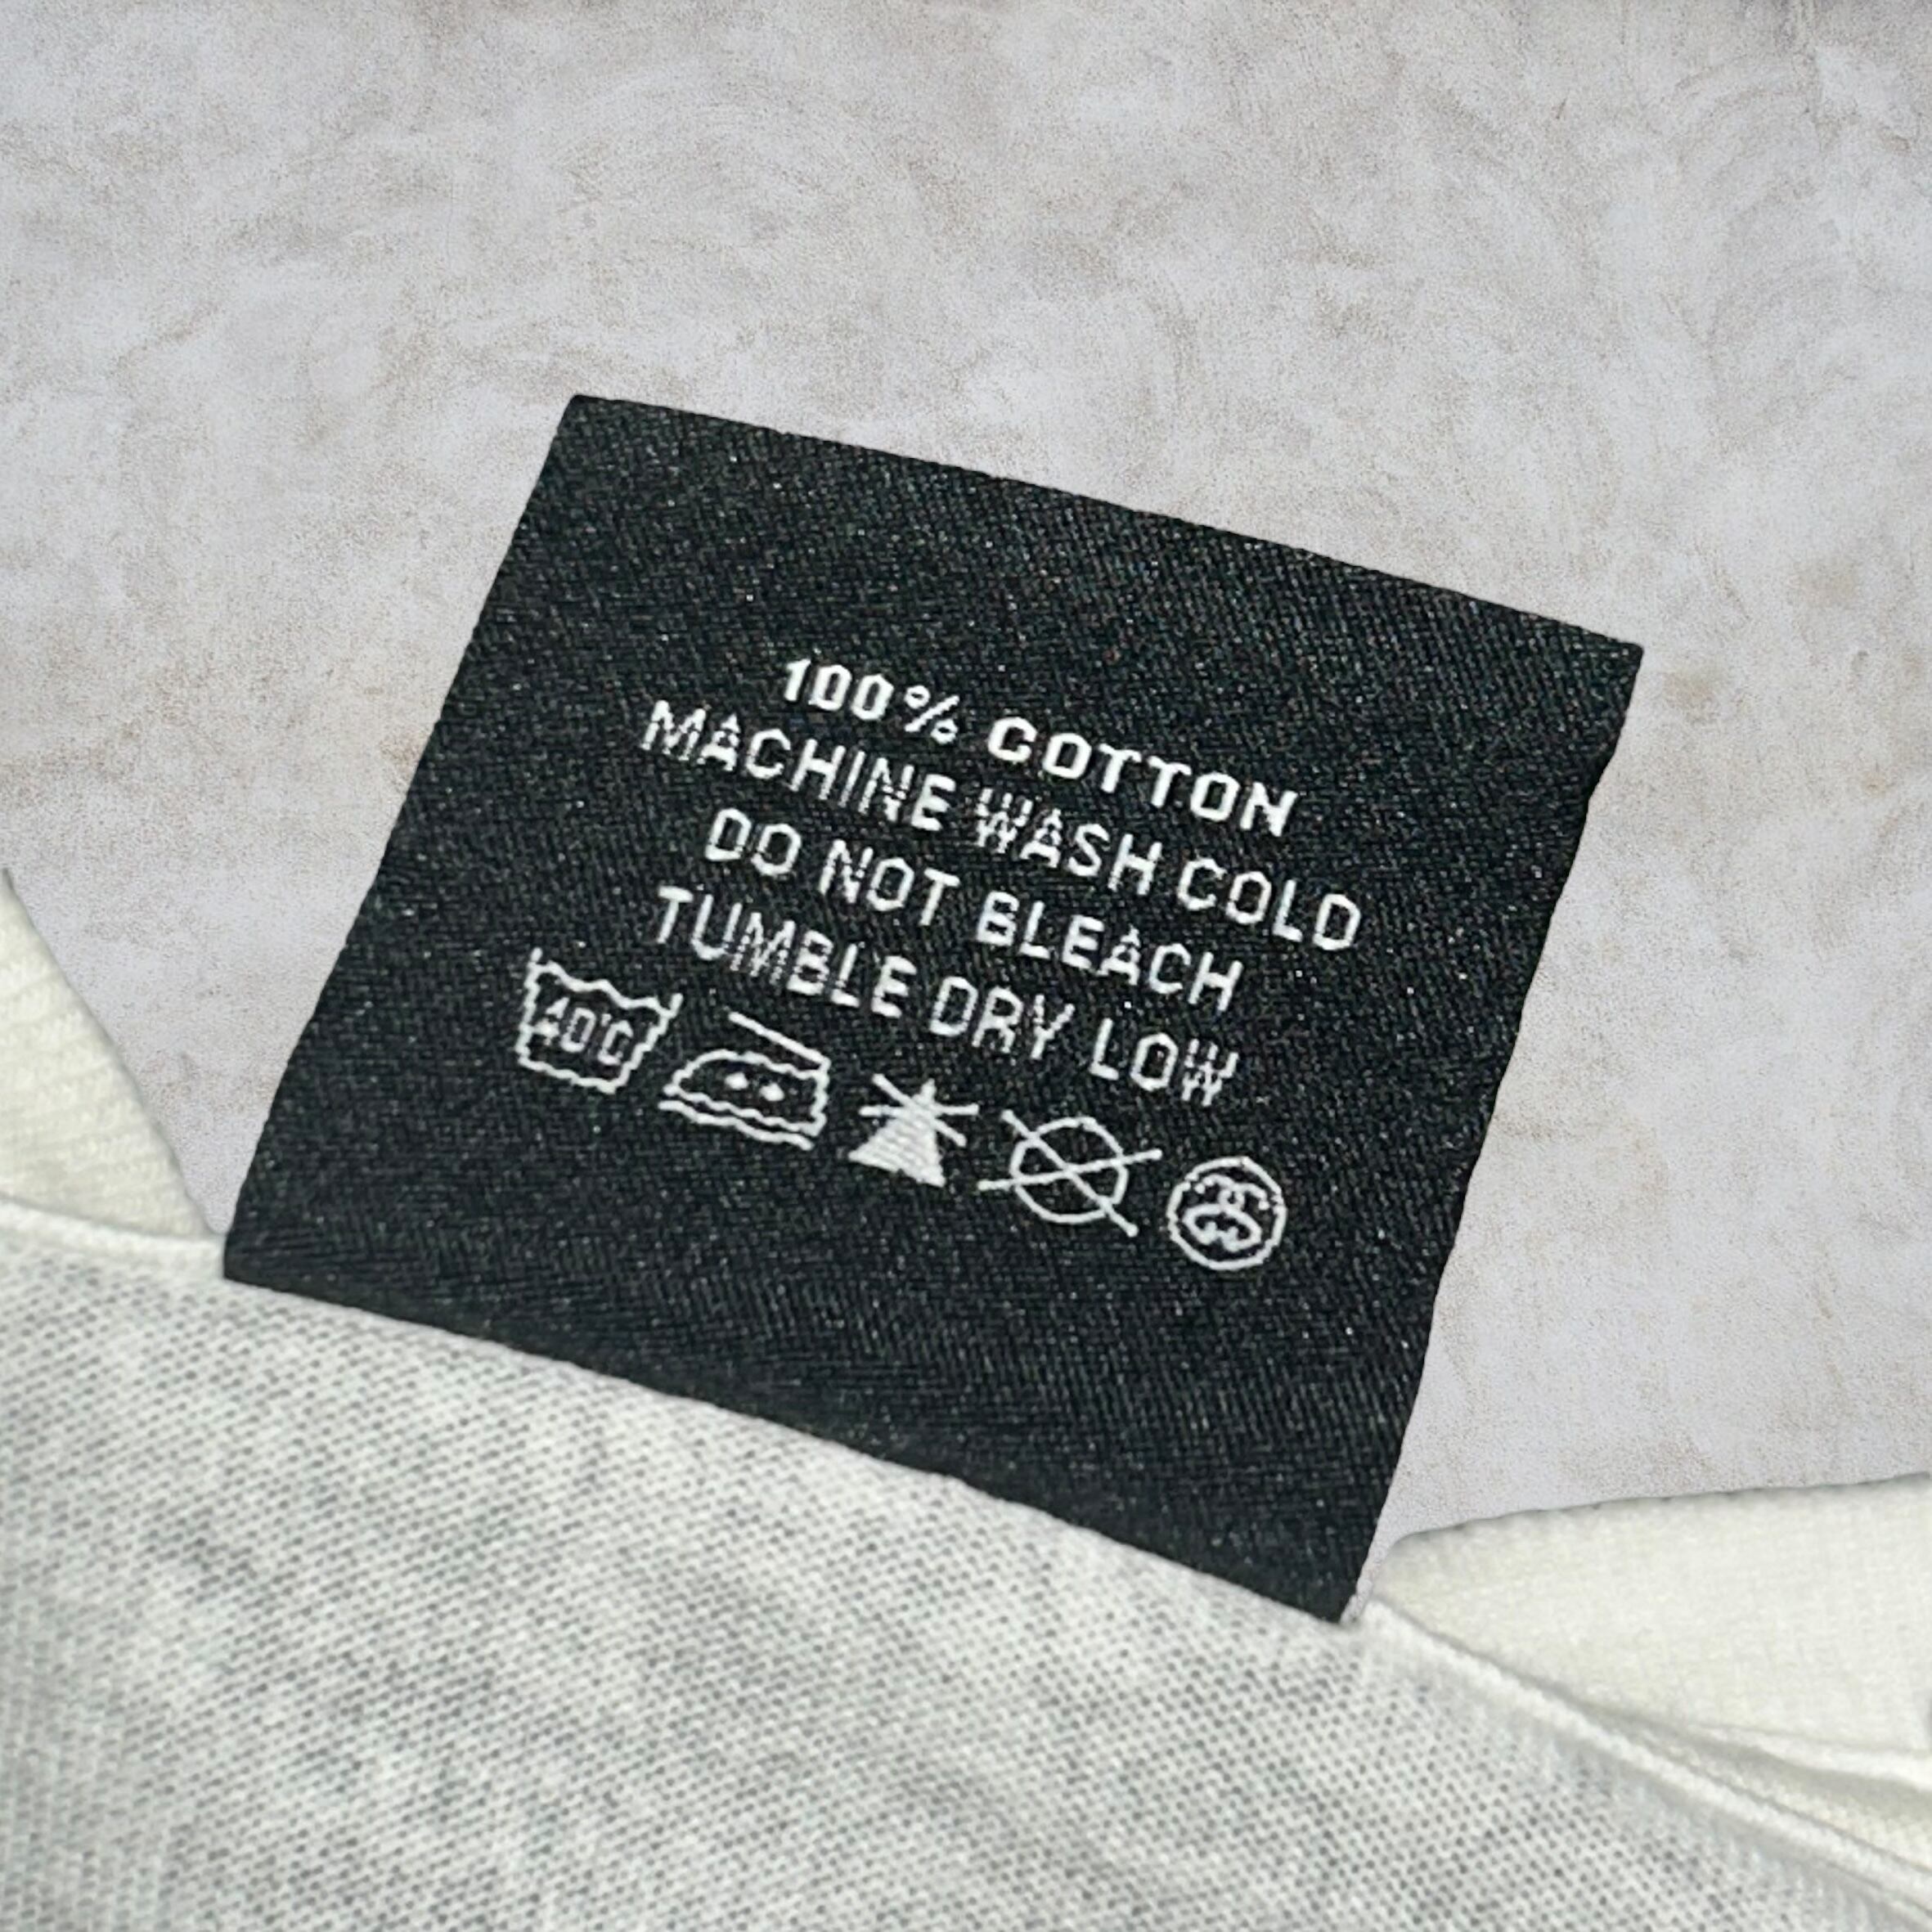 100% COTTON
MACHINE WASH COLD
DO NOT BLEACH
TUMBLE DRY LOW
40°C